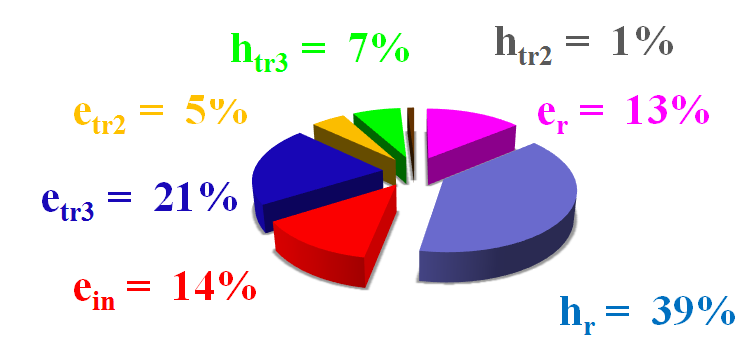 h_tr3 = 7%
h_tr2 = 1%
e_tr2 = 5%
e_r = 13%
e_tr3 = 21%
e_in = 14%
h_r = 39%